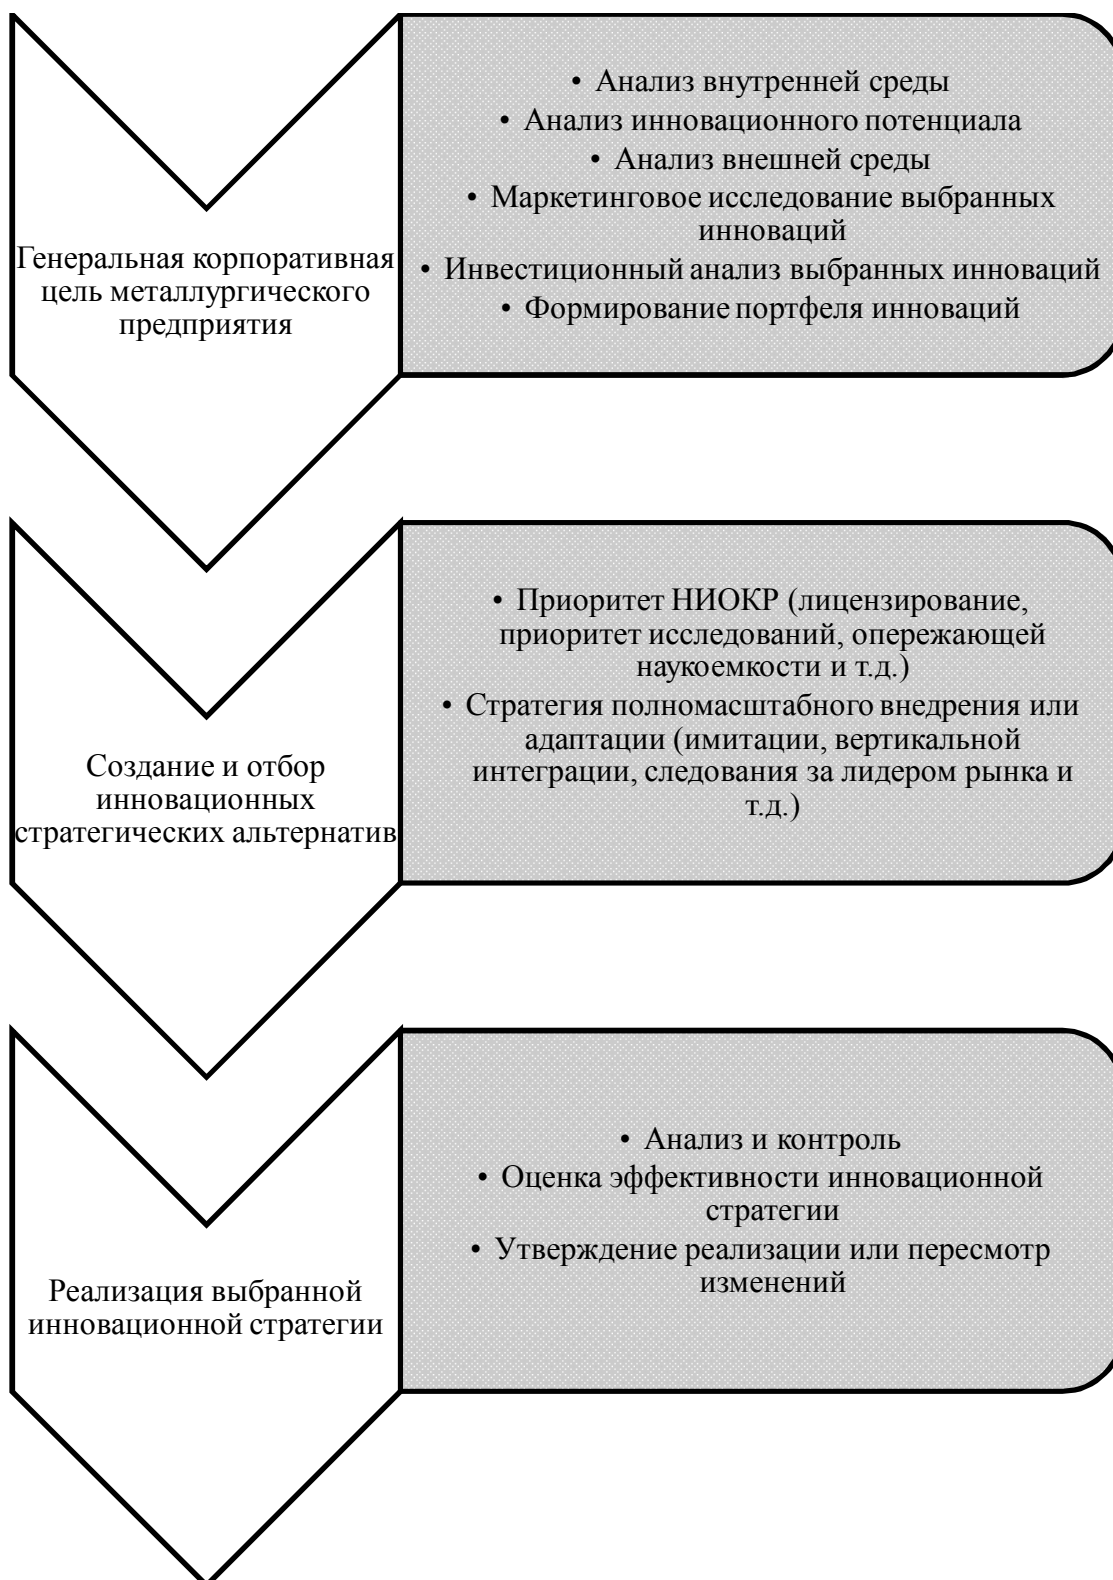 Генеральная корпоративная
цель металлургического
предприятия
• Анализ внутренней среды
• Анализ инновационного потенциала
• Анализ внешней среды
• Маркетинговое исследование выбранных
инноваций
• Инвестиционный анализ выбранных инноваций
• Формирование портфеля инноваций
Создание и отбор
инновационных
стратегических альтернатив
• Приоритет НИОКР (лицензирование,
приоритет исследований, опережающей
наукоемкости и т.д.)
• Стратегия полномасштабного внедрения или
адаптации (имитации, вертикальной
интеграции, следования за лидером рынка и
т.д.)
Реализация выбранной
инновационной стратегии
• Анализ и контроль
• Оценка эффективности инновационной
стратегии
• Утверждение реализации или пересмотр
изменений